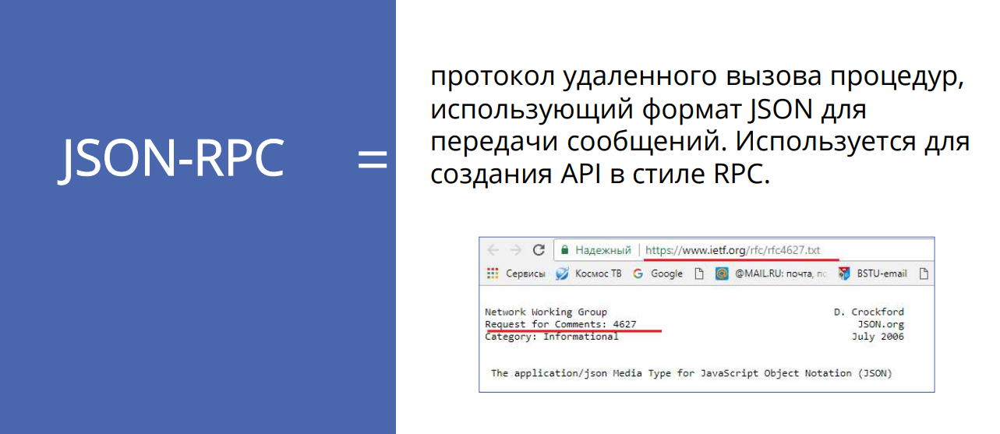 JSON-RPC =
протокол удаленного вызова процедур,
использующий формат JSON для
передачи сообщений. Используется для
создания API в стиле RPC.
Надежный | https://www.ietf.org/rfc/rfc4627.txt
Сервисы Космос ТВ Google @MAIL.RU: почта, по BSTU-email
Network Working Group D. Crockford
Request for Comments: 4627 JSON.org
Category: Informational July 2006
The application/json Media Type for JavaScript Object Notation (JSON)